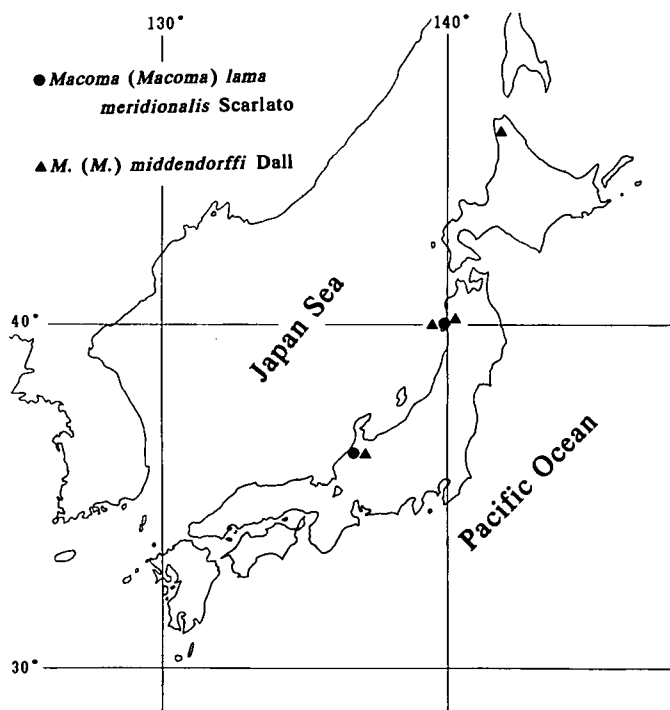 130°
140°
● Macoma (Macoma) lama
meridionalis Scarlato
▲ M. (M.) middendorffi Dall
40°
Japan Sea
Pacific Ocean
30°